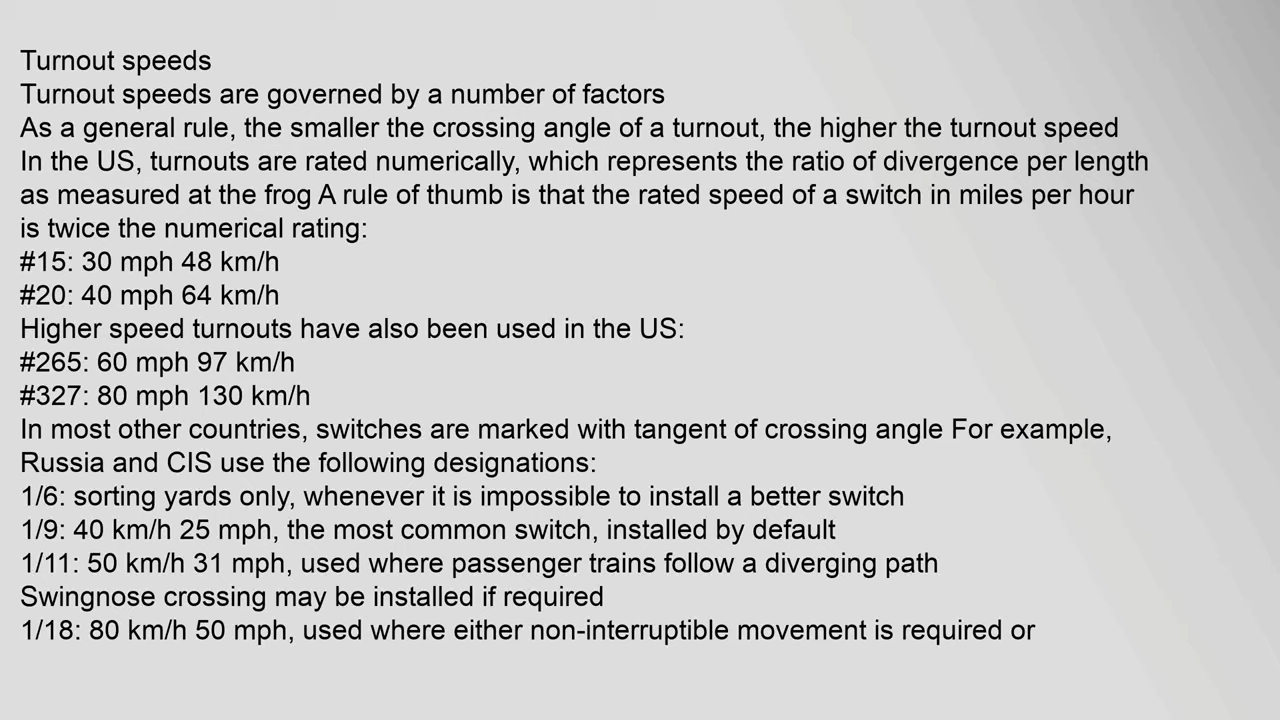 Turnout speeds
Turnout speeds are governed by a number of factors
As a general rule, the smaller the crossing angle of a turnout, the higher the turnout speed
In the US, turnouts are rated numerically, which represents the ratio of divergence per length
as measured at the frog A rule of thumb is that the rated speed of a switch in miles per hour
is twice the numerical rating:
#15: 30 mph 48 km/h
#20: 40 mph 64 km/h
Higher speed turnouts have also been used in the US:
#265: 60 mph 97 km/h
#327: 80 mph 130 km/h
In most other countries, switches are marked with tangent of crossing angle For example,
Russia and CIS use the following designations:
1/6: sorting yards only, whenever it is impossible to install a better switch
1/9: 40 km/h 25 mph, the most common switch, installed by default
1/11: 50 km/h 31 mph, used where passenger trains follow a diverging path
Swingnose crossing may be installed if required
1/18: 80 km/h 50 mph, used where either non-interruptible movement is required or